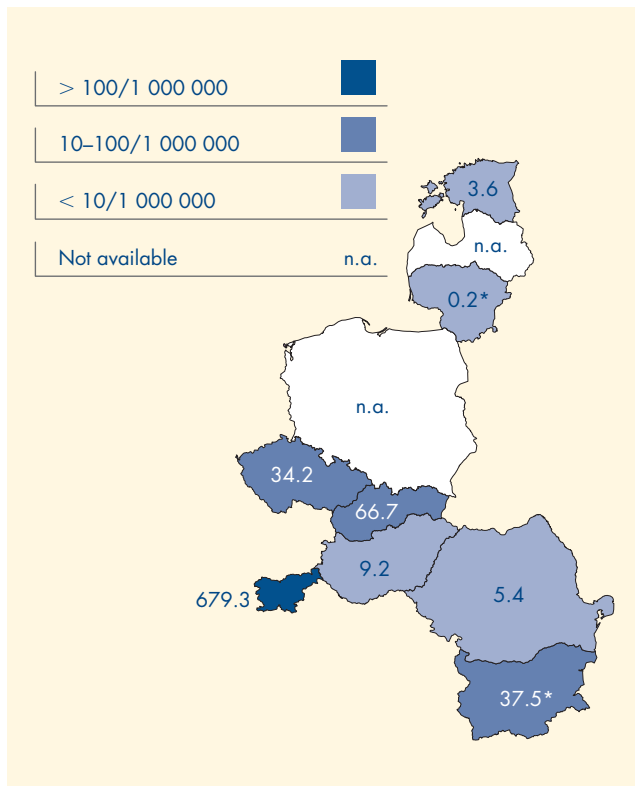 > 100/1 000 000
10–100/1 000 000
< 10/1 000 000
Not available n.a.
3.6
n.a.
0.2*
n.a.
34.2
66.7
9.2
679.3
5.4
37.5*